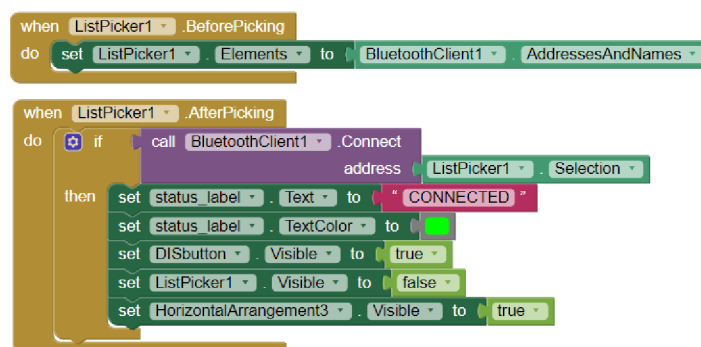 when ListPicker1 .BeforePicking
do set ListPicker1 . Elements to BluetoothClient1 . AddressesAndNames
when ListPicker1 .AfterPicking
do if call BluetoothClient1 .Connect
address ListPicker1 . Selection
then set status_label . Text to " CONNECTED "
set status_label . TextColor to
set DISbutton . Visible to true
set ListPicker1 . Visible to false
set HorizontalArrangement3 . Visible to true